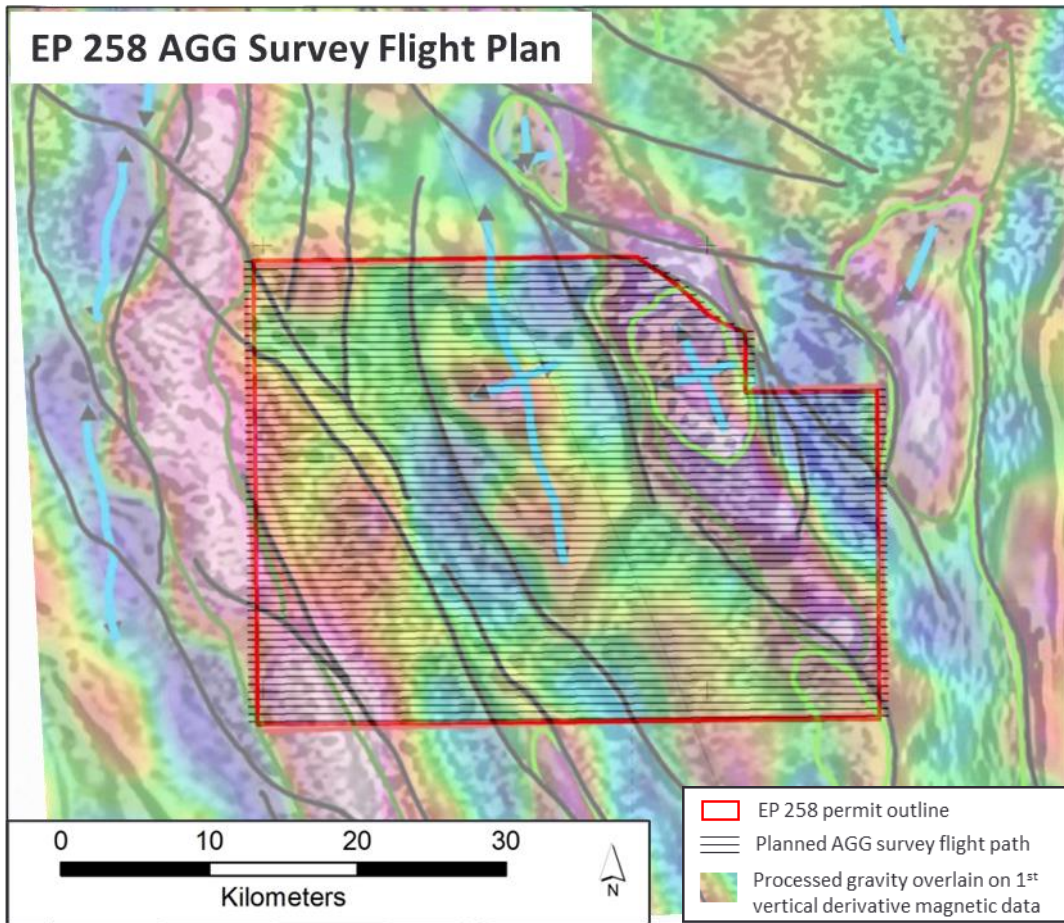 EP 258 AGG Survey Flight Plan
0 10 20 30
Kilometers
N
EP 258 permit outline
Planned AGG survey flight path
Processed gravity overlain on 1st
vertical derivative magnetic data